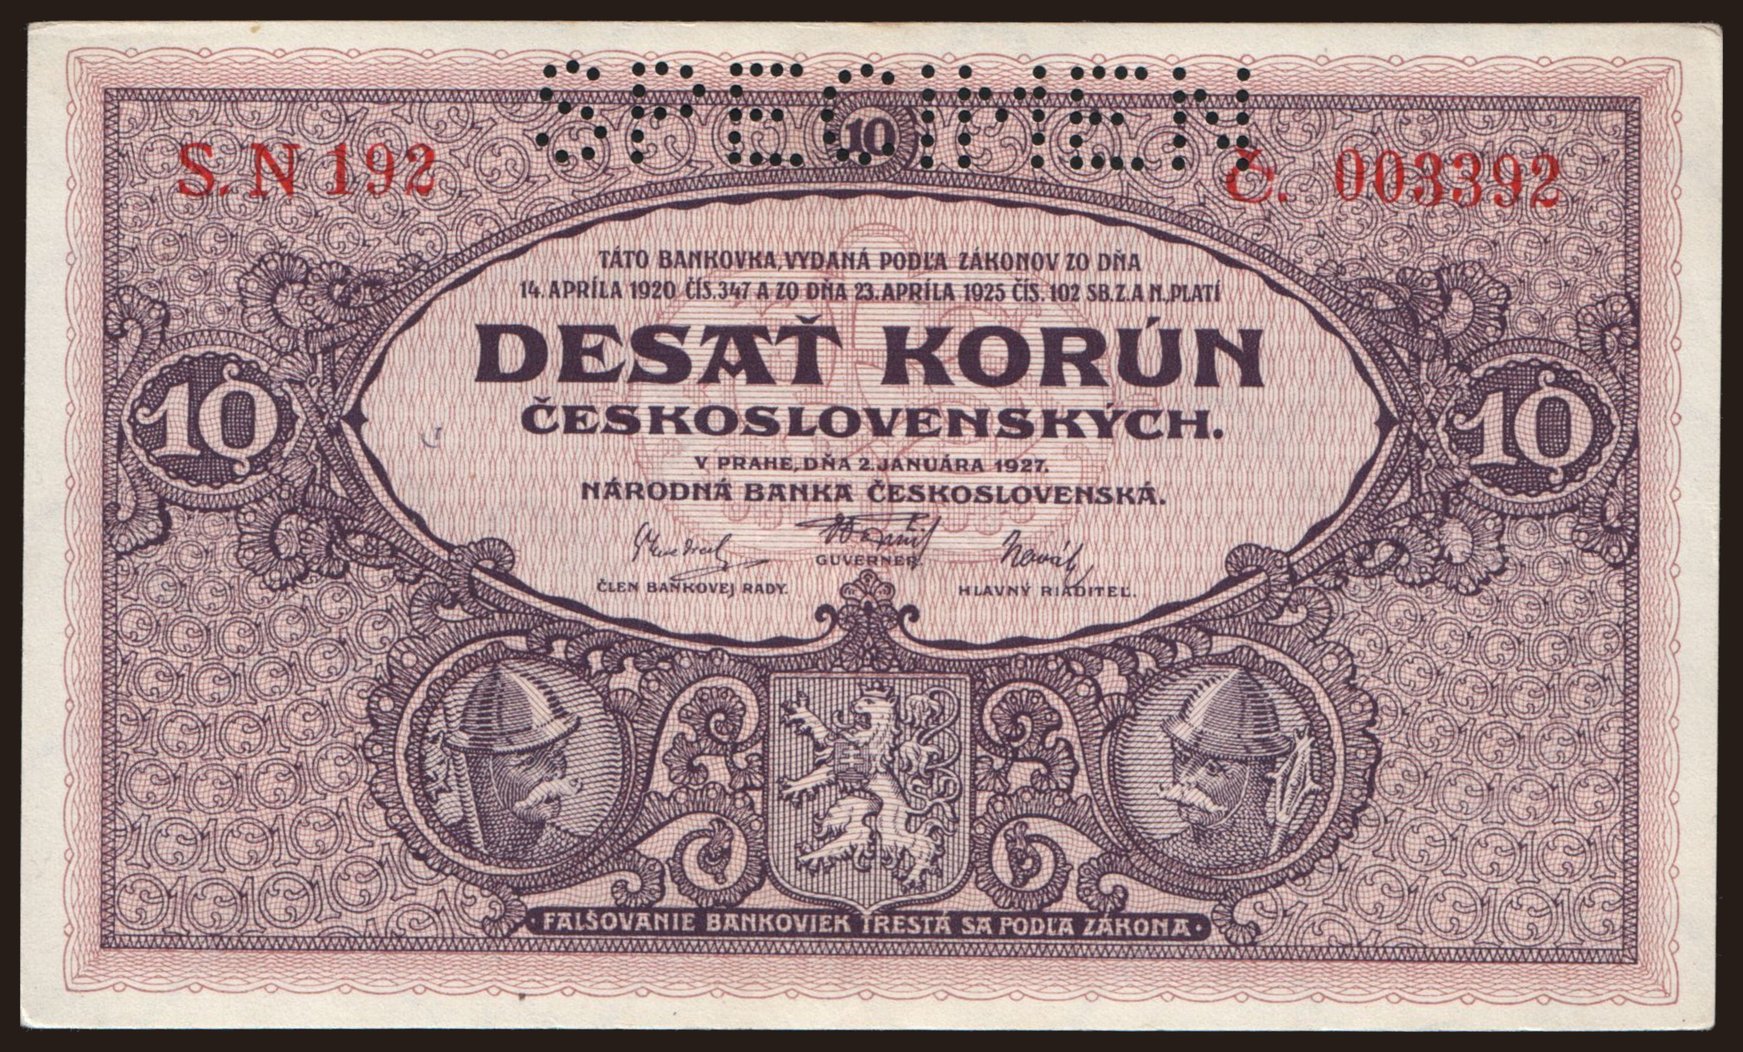 SPECIMEN
10
S. N 192
Č. 003392
TÁTO BANKOVKA, VYDANÁ PODĽA ZÁKONOV ZO DŇA
14. APRÍLA 1920 ČÍS. 347 A ZO DŇA 23. APRÍLA 1925 ČÍS. 102 SB. Z. A N., PLATÍ
DESAŤ KORÚN
ČESKOSLOVENSKÝCH.
10
10
V PRAHE, DŇA 2. JANUÁRA 1927.
NÁRODNÁ BANKA ČESKOSLOVENSKÁ.
GUVERNER.
ČLEN BANKOVEJ RADY.
HLAVNÝ RIADITEĽ.
· FALŠOVANIE BANKOVIEK TRESTÁ SA PODĽA ZÁKONA ·